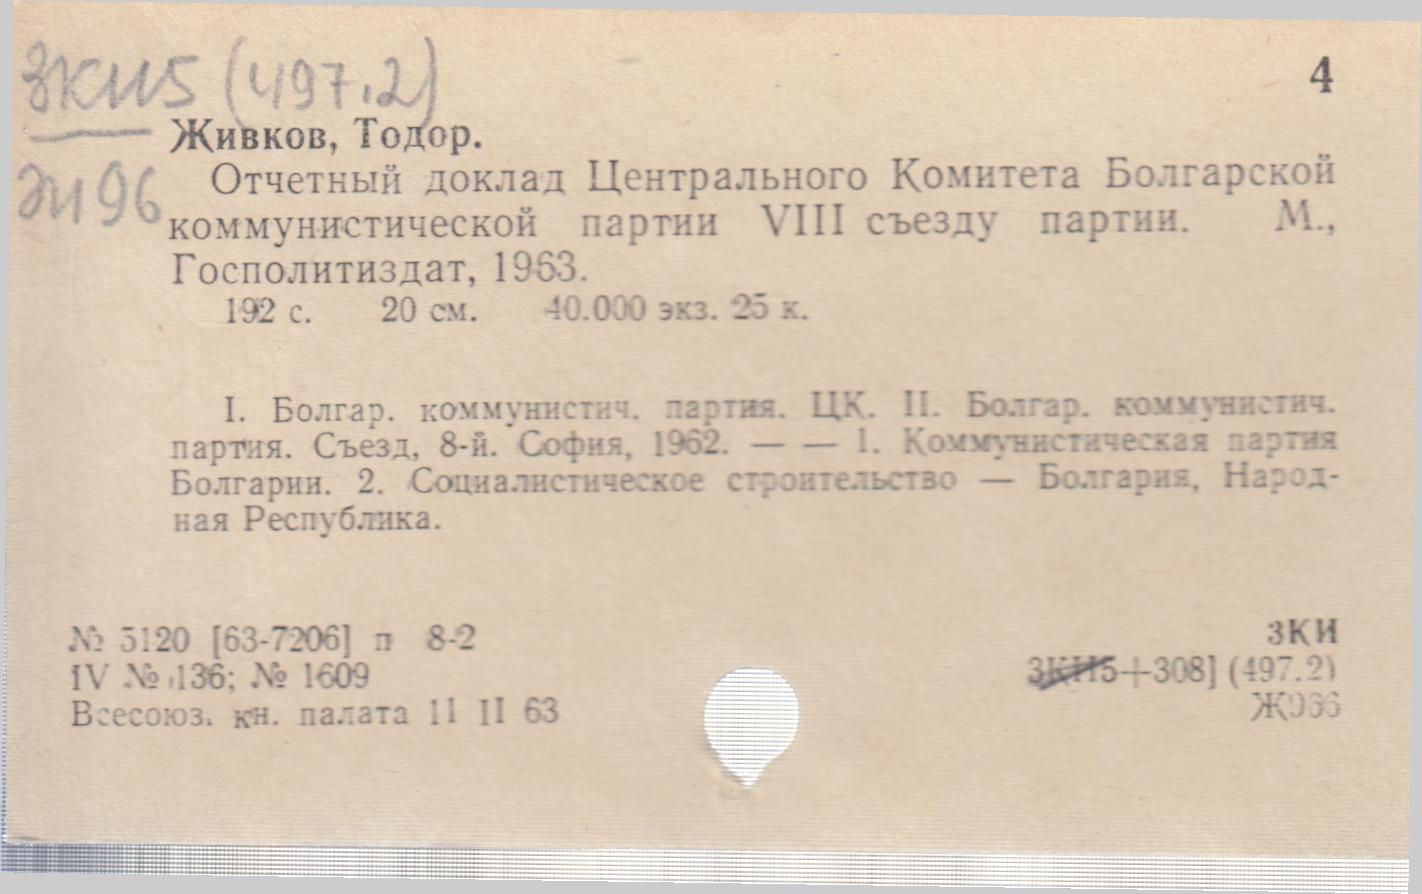 3КИ5 (497.2)
4
Живков, Тодор.
Ж 96
Отчетный доклад Центрального Комитета Болгарской
коммунистической партии VIII съезду партии. М.,
Госполитиздат, 1963.
192 с. 20 см. 40.000 экз. 25 к.
I. Болгар. коммунистич. партия. ЦК. II. Болгар. коммунистич.
партия. Съезд, 8-й. София, 1962. — — 1. Коммунистическая партия
Болгарии. 2. Социалистическое строительство — Болгария, Народ-
ная Республика.
№ 5120 [63-7206] п 8-2
3КИ
IV № 136; № 1609
3КИ5+308] (497.2)
Всесоюз. кн. палата 11 II 63
Ж966